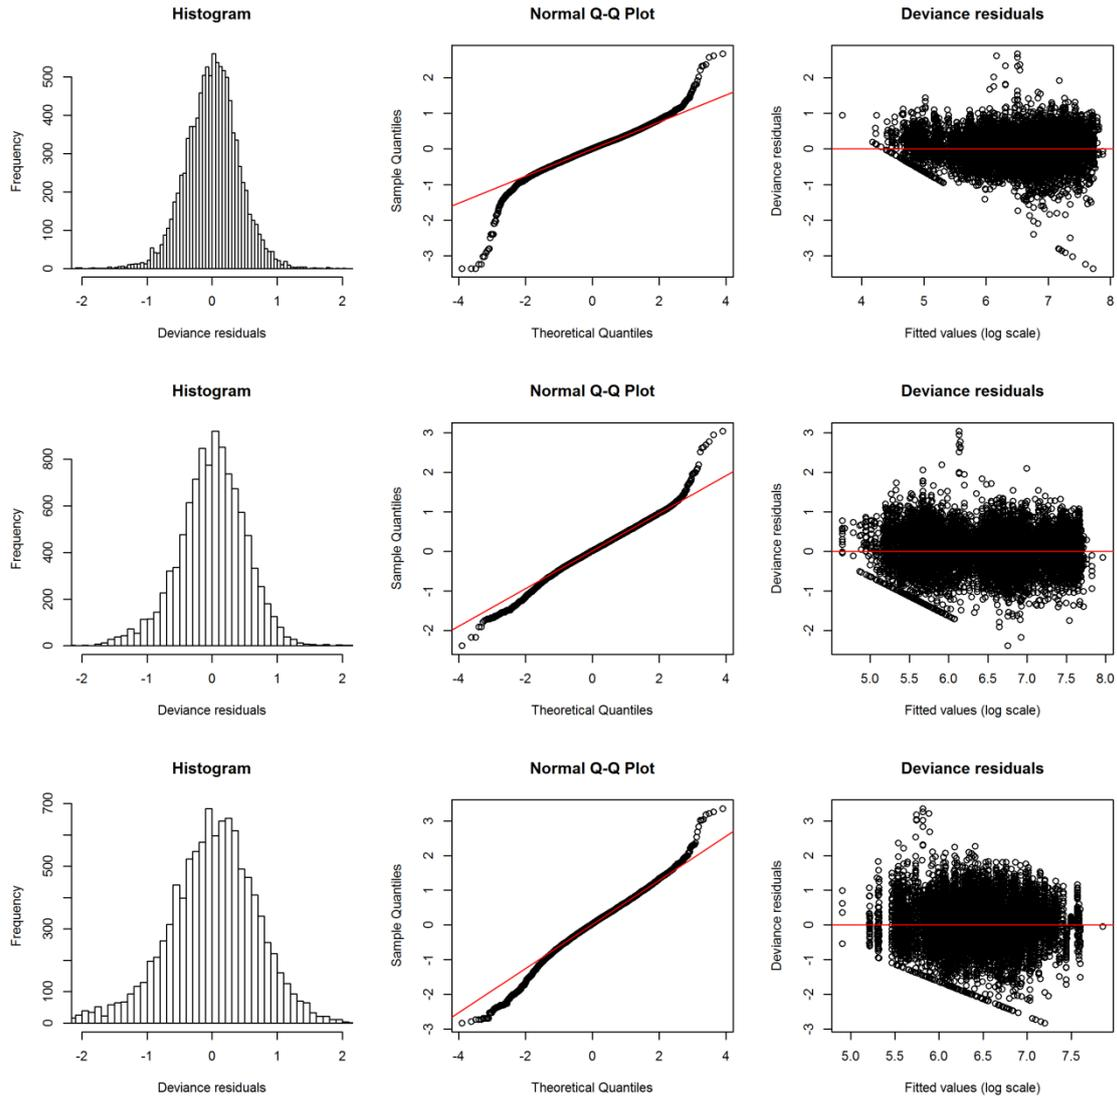 Histogram
Frequency
0 100 200 300 400 500
-2 -1 0 1 2
Deviance residuals
Normal Q-Q Plot
Sample Quantiles
-3 -2 -1 0 1 2
-4 -2 0 2 4
Theoretical Quantiles
Deviance residuals
Deviance residuals
-3 -2 -1 0 1 2
4 5 6 7 8
Fitted values (log scale)
Histogram
Frequency
0 200 400 600 800
-2 -1 0 1 2
Deviance residuals
Normal Q-Q Plot
Sample Quantiles
-2 -1 0 1 2 3
-4 -2 0 2 4
Theoretical Quantiles
Deviance residuals
Deviance residuals
-2 -1 0 1 2 3
5.0 5.5 6.0 6.5 7.0 7.5 8.0
Fitted values (log scale)
Histogram
Frequency
0 100 300 500 700
-2 -1 0 1 2
Deviance residuals
Normal Q-Q Plot
Sample Quantiles
-3 -2 -1 0 1 2 3
-4 -2 0 2 4
Theoretical Quantiles
Deviance residuals
Deviance residuals
-3 -2 -1 0 1 2 3
5.0 5.5 6.0 6.5 7.0 7.5
Fitted values (log scale)